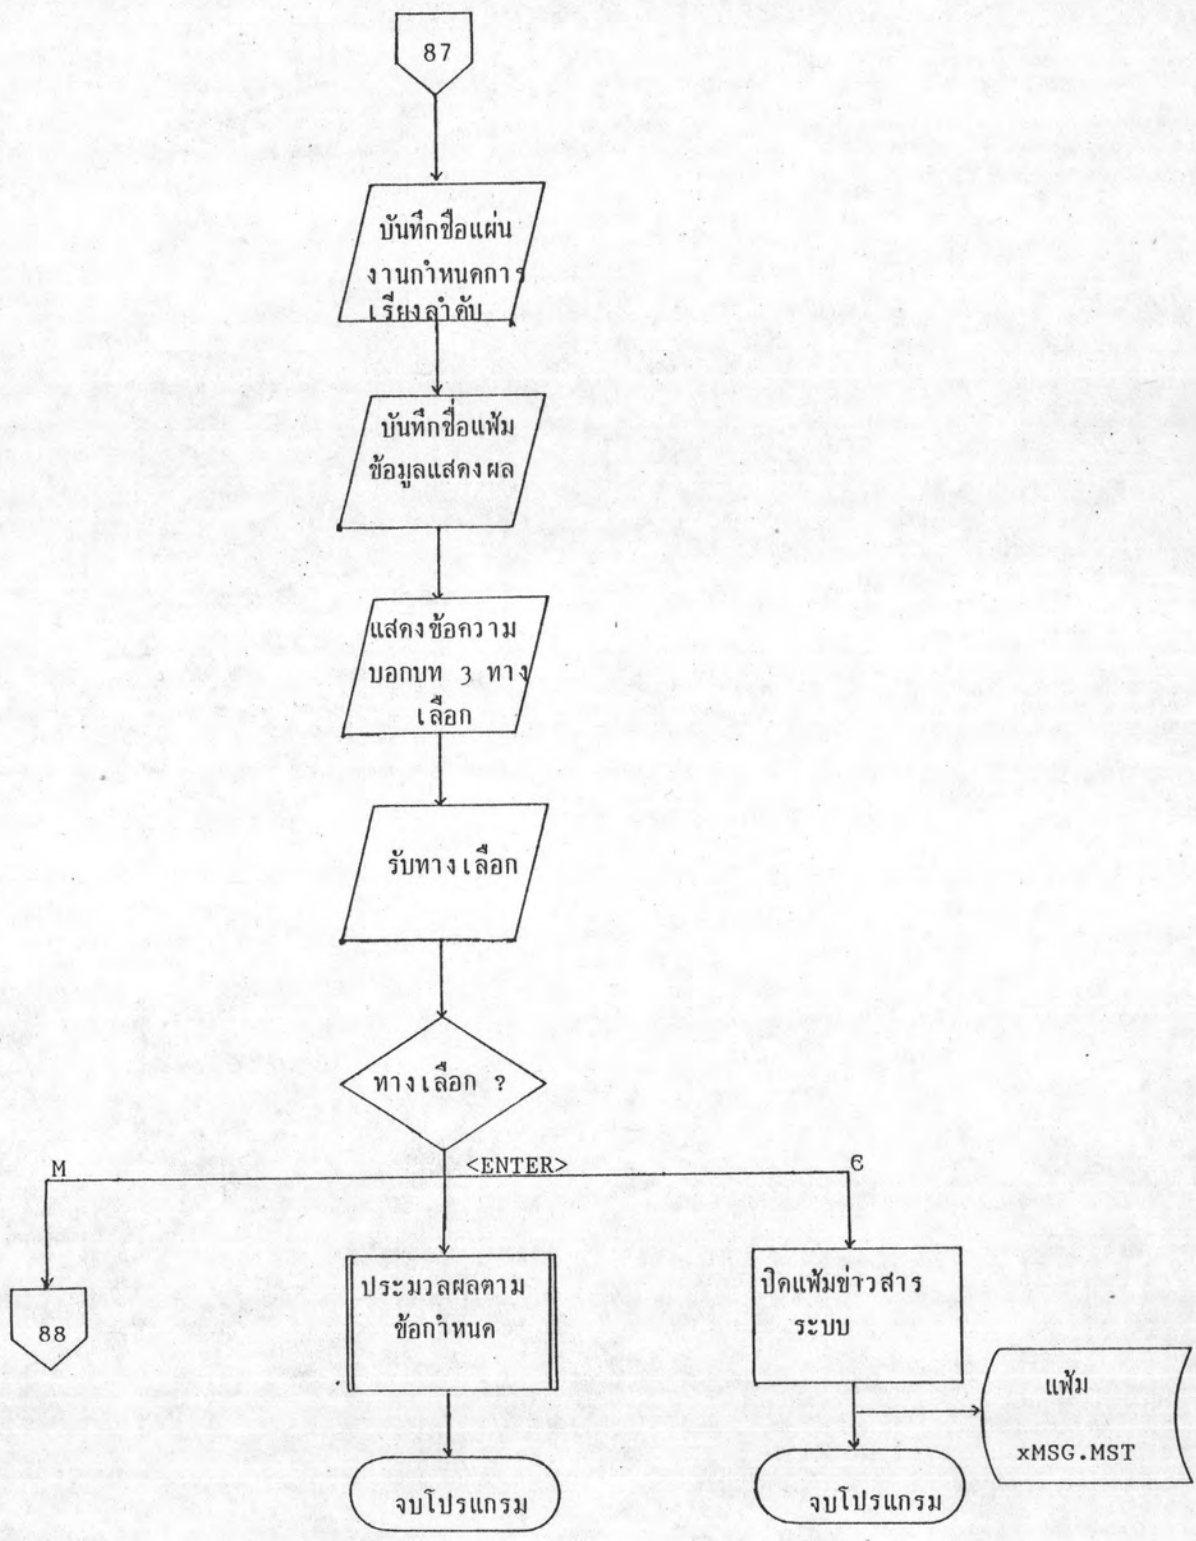 87
บันทึกชื่อแผ่น
งานกำหนดการ
เรียงลำดับ
บันทึกชื่อแฟ้ม
ข้อมูลแสดงผล
แสดงข้อความ
บอกบท 3 ทาง
เลือก
รับทางเลือก
ทางเลือก ?
M
<ENTER>
E
88
ประมวลผลตาม
ข้อกำหนด
ปิดแฟ้มข่าวสาร
ระบบ
แฟ้ม
xMSG.MST
จบโปรแกรม
จบโปรแกรม